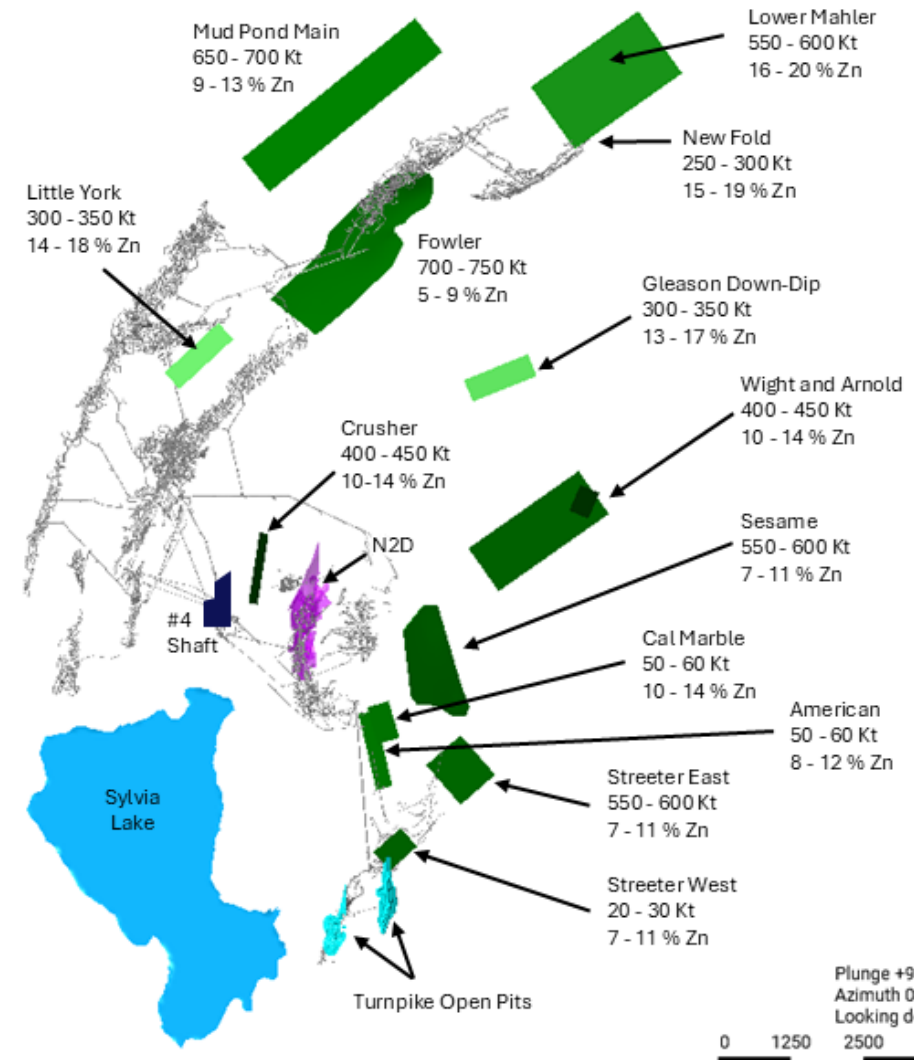 Mud Pond Main
650 - 700 Kt
9 - 13 % Zn
Lower Mahler
550 - 600 Kt
16 - 20 % Zn
New Fold
250 - 300 Kt
15 - 19 % Zn
Little York
300 - 350 Kt
14 - 18 % Zn
Fowler
700 - 750 Kt
5 - 9 % Zn
Gleason Down-Dip
300 - 350 Kt
13 - 17 % Zn
Wight and Arnold
400 - 450 Kt
10 - 14 % Zn
Crusher
400 - 450 Kt
10-14 % Zn
N2D
Sesame
550 - 600 Kt
7 - 11 % Zn
#4
Shaft
Cal Marble
50 - 60 Kt
10 - 14 % Zn
American
50 - 60 Kt
8 - 12 % Zn
Streeter East
550 - 600 Kt
7 - 11 % Zn
Sylvia
Lake
Streeter West
20 - 30 Kt
7 - 11 % Zn
Turnpike Open Pits
Plunge +9
Azimuth 0
Looking d
0 1250 2500